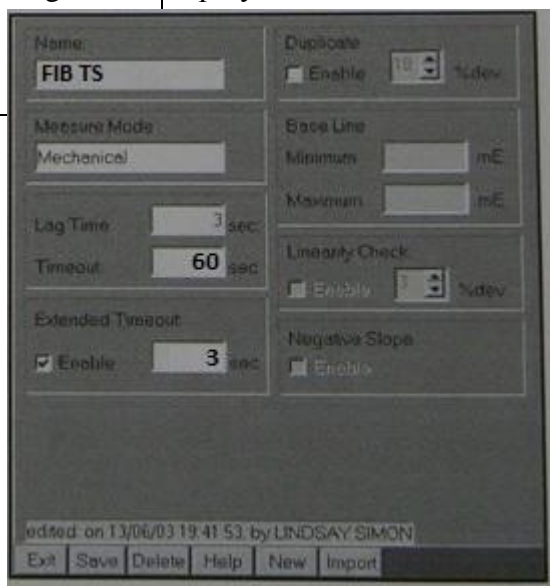 Name:
FIB TS
Measure Mode
Mechanical
Lag Time 3 sec
Timeout 60 sec
Extended Timeout
Enable 3 sec
Duplicate
Enable 10 %dev
Base Line
Minimum mE
Maximum mE
Linearity Check
Enable %dev
Negative Slope
Enable
edited: on 13/06/03 19:41:53: by LINDSAY SIMON
Exit Save Delete Help New Import